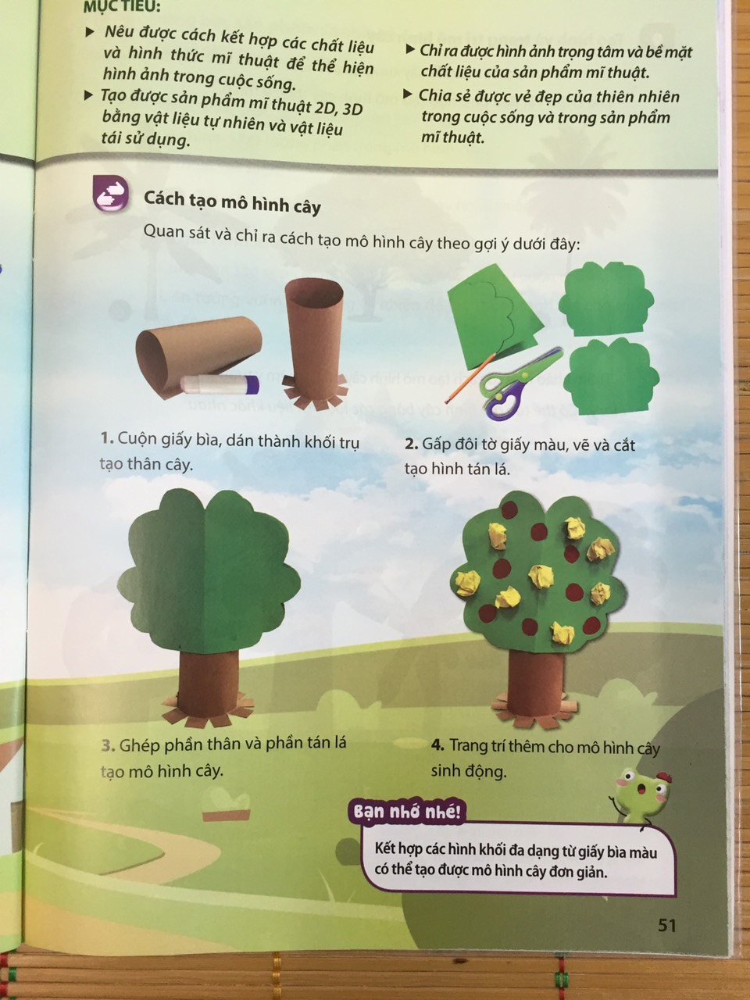 MỤC TIÊU:
▶ Nêu được cách kết hợp các chất liệu
và hình thức mĩ thuật để thể hiện
hình ảnh trong cuộc sống.
▶ Tạo được sản phẩm mĩ thuật 2D, 3D
bằng vật liệu tự nhiên và vật liệu
tái sử dụng.
▶ Chỉ ra được hình ảnh trọng tâm và bề mặt
chất liệu của sản phẩm mĩ thuật.
▶ Chia sẻ được vẻ đẹp của thiên nhiên
trong cuộc sống và trong sản phẩm
mĩ thuật.
Cách tạo mô hình cây
Quan sát và chỉ ra cách tạo mô hình cây theo gợi ý dưới đây:
1. Cuộn giấy bìa, dán thành khối trụ
tạo thân cây.
2. Gấp đôi tờ giấy màu, vẽ và cắt
tạo hình tán lá.
3. Ghép phần thân và phần tán lá
tạo mô hình cây.
4. Trang trí thêm cho mô hình cây
sinh động.
Bạn nhớ nhé!
Kết hợp các hình khối đa dạng từ giấy bìa màu
có thể tạo được mô hình cây đơn giản.
51